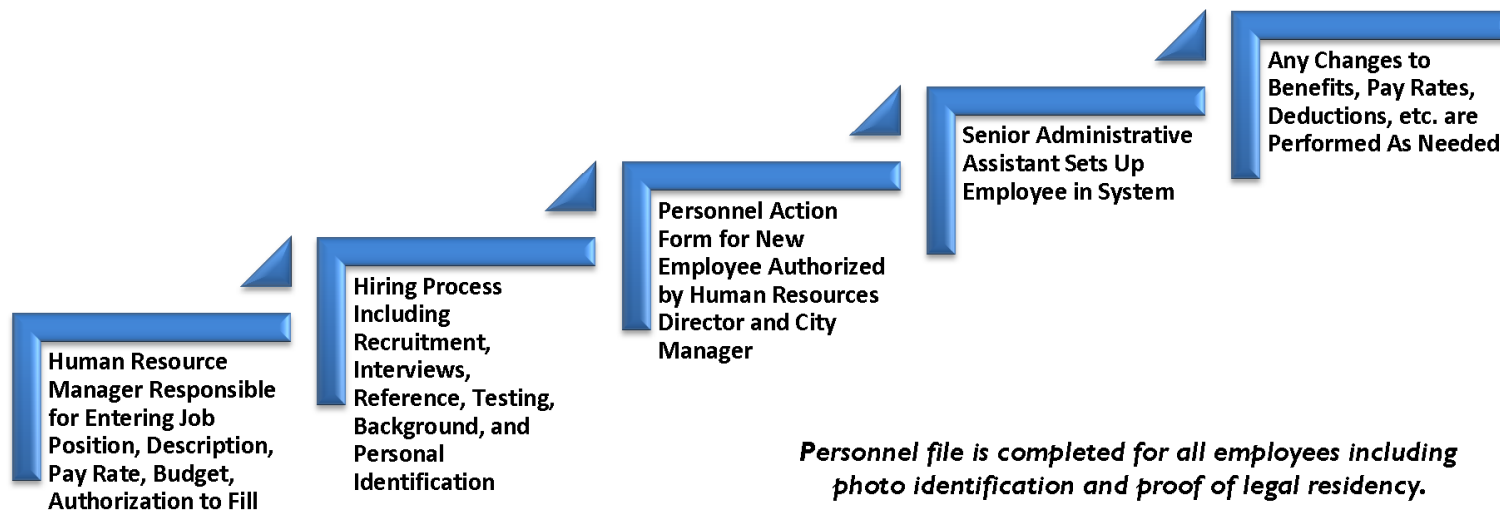 Human Resource
Manager Responsible
for Entering Job
Position, Description,
Pay Rate, Budget,
Authorization to Fill
Hiring Process
Including
Recruitment,
Interviews,
Reference, Testing,
Background, and
Personal
Identification
Personnel Action
Form for New
Employee Authorized
by Human Resources
Director and City
Manager
Senior Administrative
Assistant Sets Up
Employee in System
Any Changes to
Benefits, Pay Rates,
Deductions, etc. are
Performed As Needed
Personnel file is completed for all employees including
photo identification and proof of legal residency.